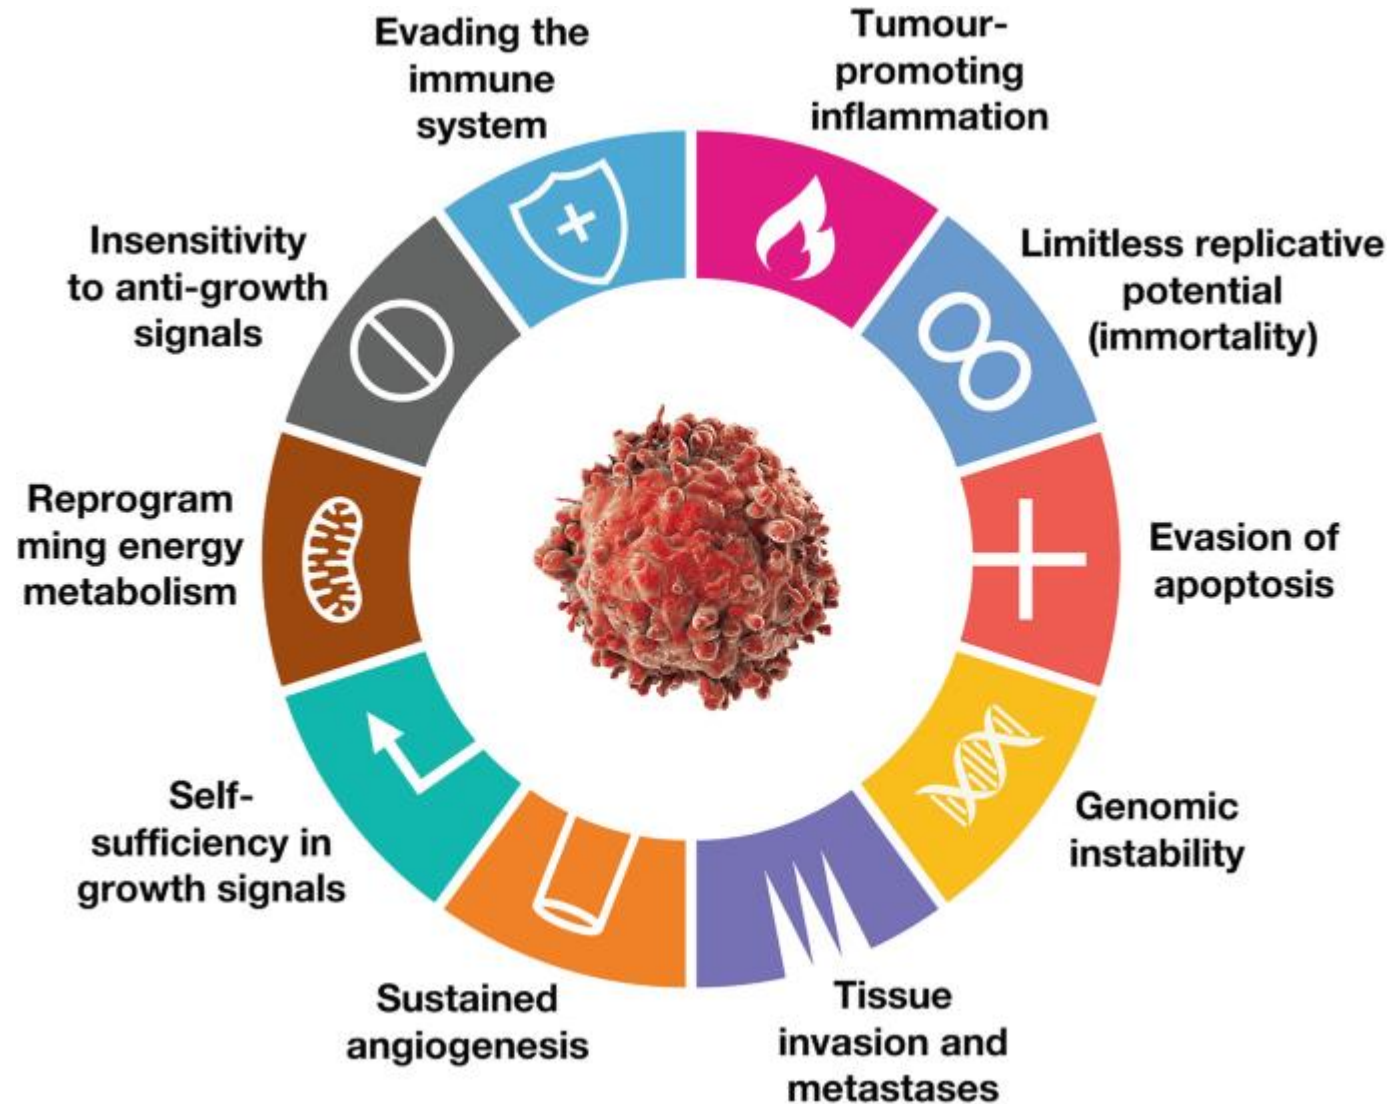 Evading the
immune
system
Tumour-
promoting
inflammation
Limitless replicative
potential
(immortality)
Evasion of
apoptosis
Genomic
instability
Tissue
invasion and
metastases
Sustained
angiogenesis
Self-
sufficiency in
growth signals
Reprogram
ming energy
metabolism
Insensitivity
to anti-growth
signals